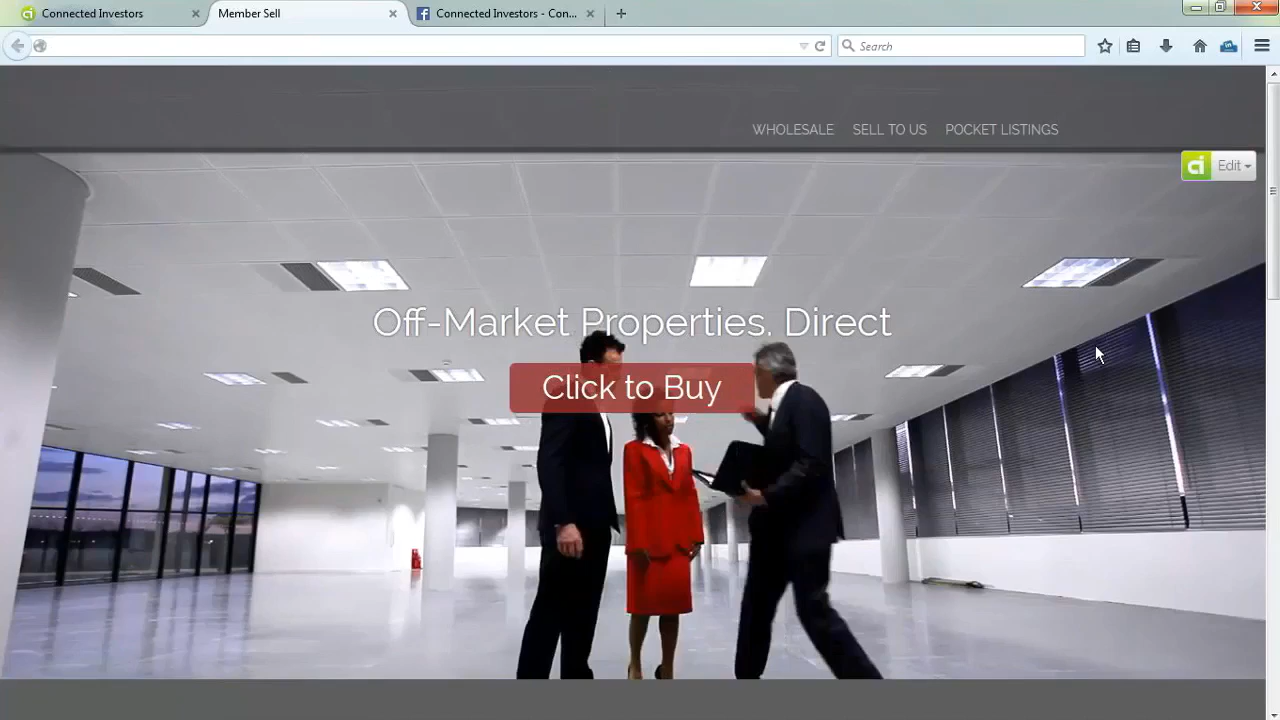 Connected Investors
Member Sell
Connected Investors - Con...
Search
WHOLESALE SELL TO US POCKET LISTINGS
ci Edit
Off-Market Properties. Direct
Click to Buy